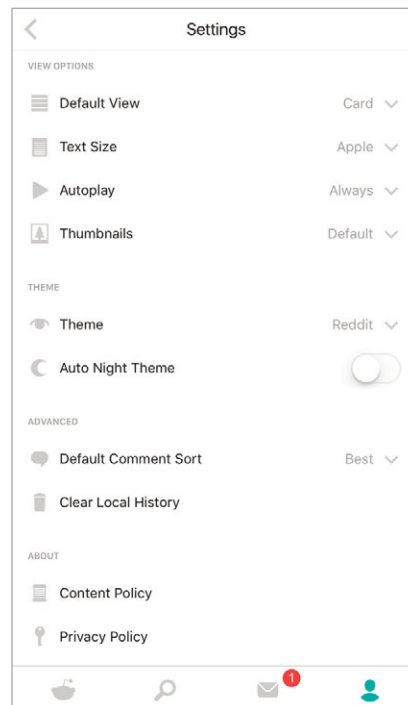 Settings
VIEW OPTIONS
Default View Card
Text Size Apple
Autoplay Always
Thumbnails Default
THEME
Theme Reddit
Auto Night Theme
ADVANCED
Default Comment Sort Best
Clear Local History
ABOUT
Content Policy
Privacy Policy
1